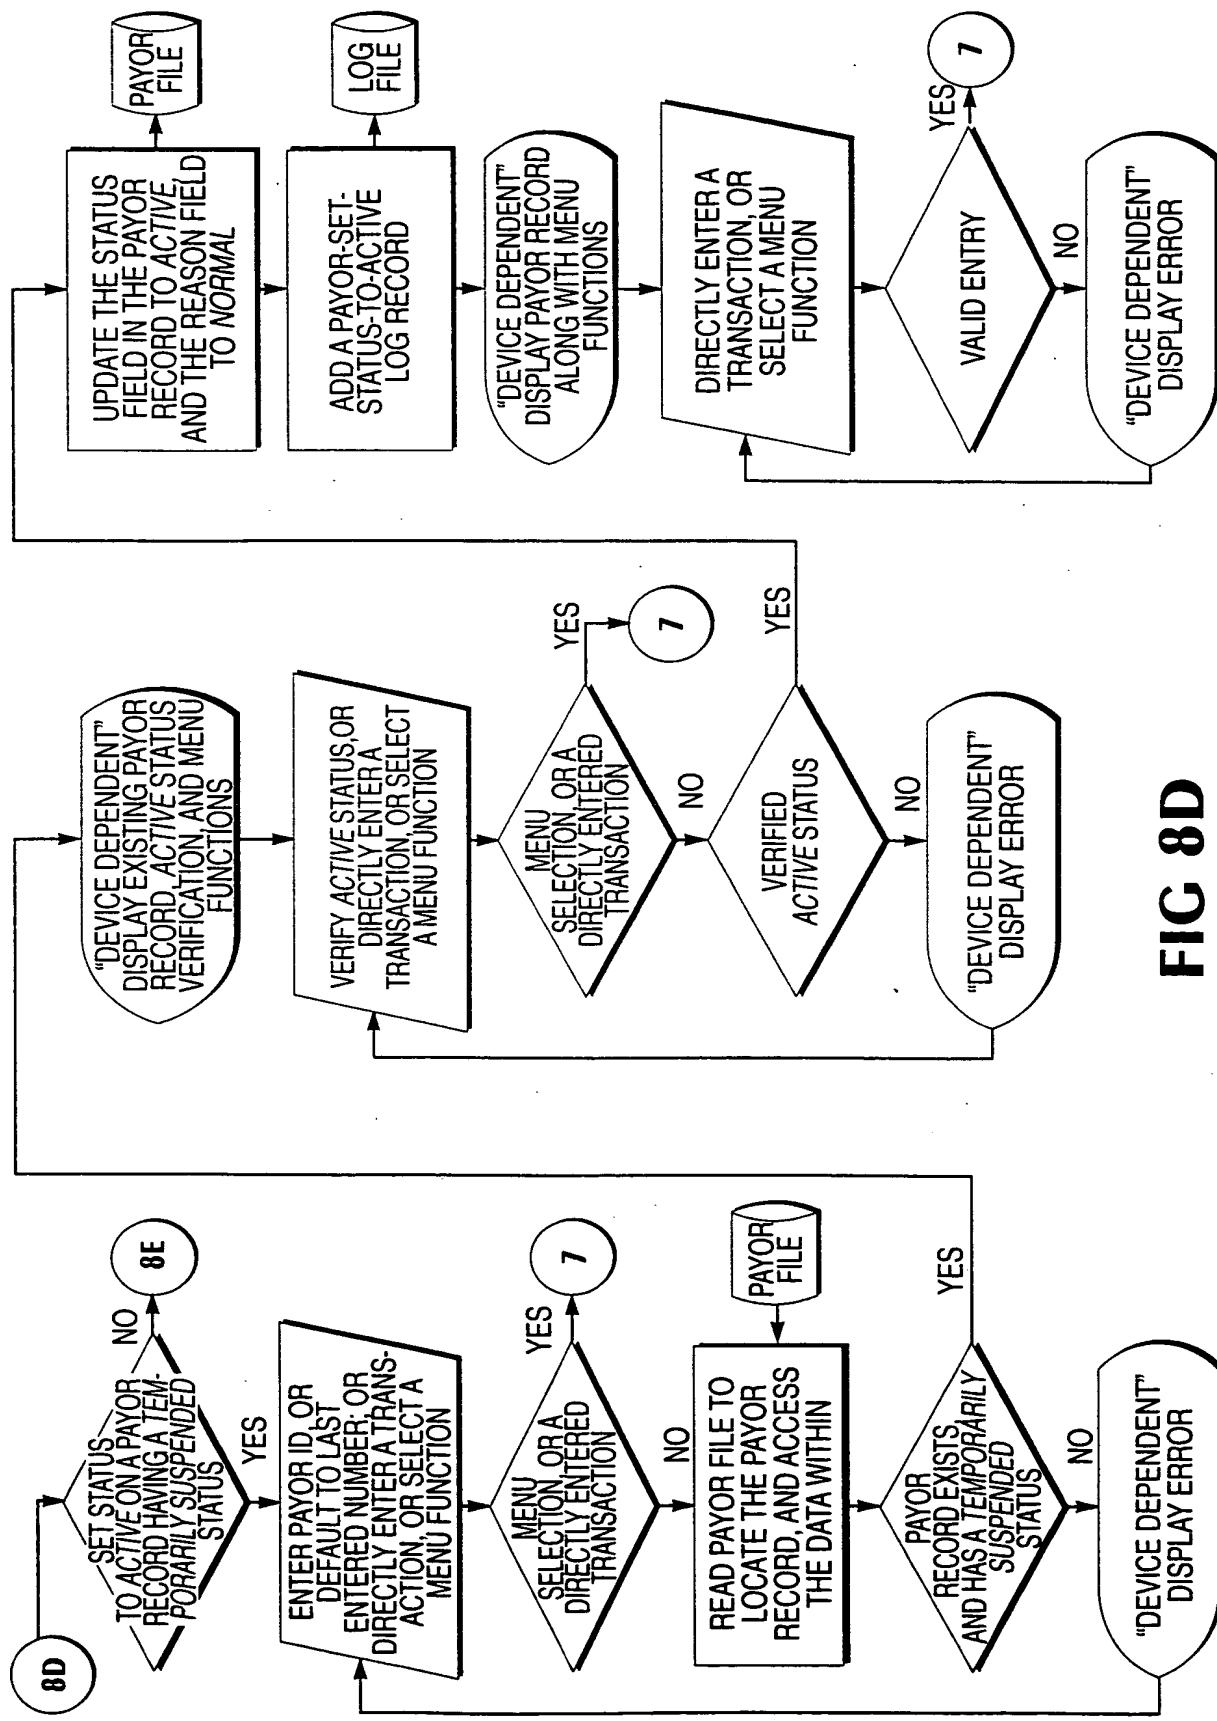 8D
SET STATUS
TO ACTIVE ON A PAYOR
RECORD HAVING A TEM-
PORARILY SUSPENDED
STATUS
NO
8E
YES
ENTER PAYOR ID, OR
DEFAULT TO LAST
ENTERED NUMBER; OR
DIRECTLY ENTER A TRANS-
ACTION, OR SELECT A
MENU FUNCTION
MENU
SELECTION, OR A
DIRECTLY ENTERED
TRANSACTION
YES
7
NO
READ PAYOR FILE TO
LOCATE THE PAYOR
RECORD, AND ACCESS
THE DATA WITHIN
PAYOR
FILE
PAYOR
RECORD EXISTS
AND HAS A TEMPORARILY
SUSPENDED
STATUS
YES
NO
"DEVICE DEPENDENT"
DISPLAY ERROR
"DEVICE DEPENDENT"
DISPLAY EXISTING PAYOR
RECORD, ACTIVE STATUS
VERIFICATION, AND MENU
FUNCTIONS
VERIFY ACTIVE STATUS, OR
DIRECTLY ENTER A
TRANSACTION, OR SELECT
A MENU FUNCTION
MENU
SELECTION, OR A
DIRECTLY ENTERED
TRANSACTION
YES
7
NO
VERIFIED
ACTIVE STATUS
YES
NO
"DEVICE DEPENDENT"
DISPLAY ERROR
UPDATE THE STATUS
FIELD IN THE PAYOR
RECORD TO ACTIVE,
AND THE REASON FIELD
TO NORMAL
PAYOR
FILE
ADD A PAYOR-SET-
STATUS-TO-ACTIVE
LOG RECORD
LOG
FILE
"DEVICE DEPENDENT"
DISPLAY PAYOR RECORD
ALONG WITH MENU
FUNCTIONS
DIRECTLY ENTER A
TRANSACTION, OR
SELECT A MENU
FUNCTION
VALID ENTRY
YES
7
NO
"DEVICE DEPENDENT"
DISPLAY ERROR
FIG 8D